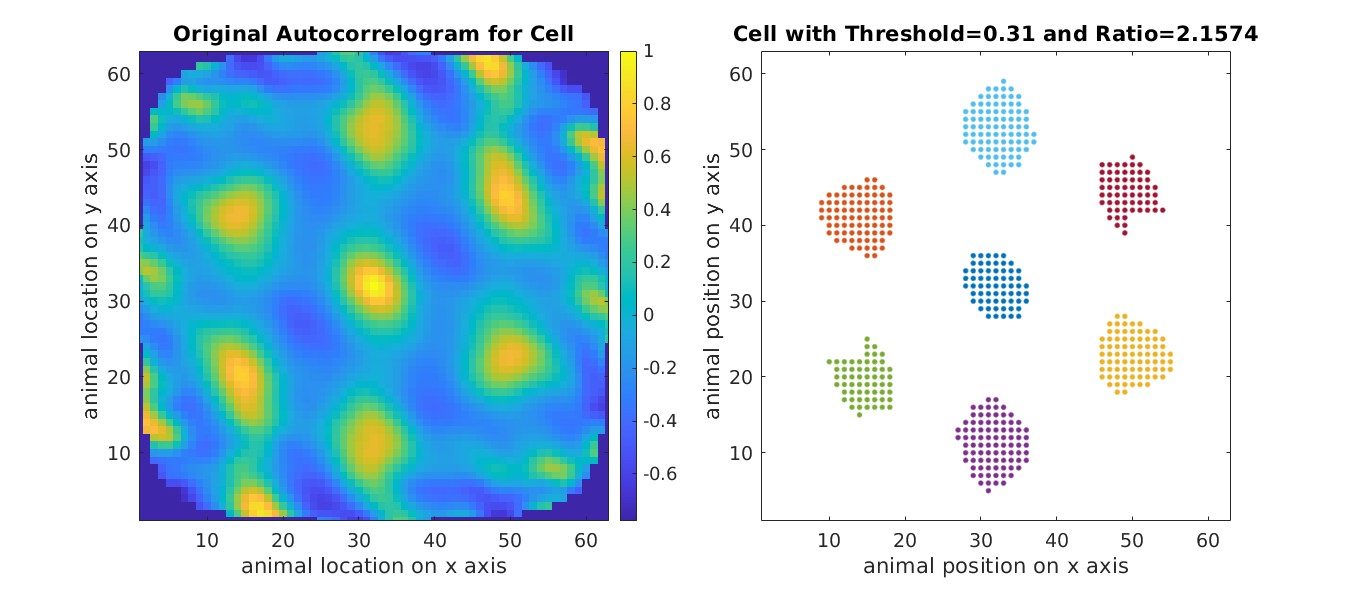 Original Autocorrelogram for Cell
60
50
40
30
20
10
10 20 30 40 50 60
animal location on y axis
animal location on x axis
1
0.8
0.6
0.4
0.2
0
-0.2
-0.4
-0.6
Cell with Threshold=0.31 and Ratio=2.1574
60
50
40
30
20
10
10 20 30 40 50 60
animal position on y axis
animal position on x axis